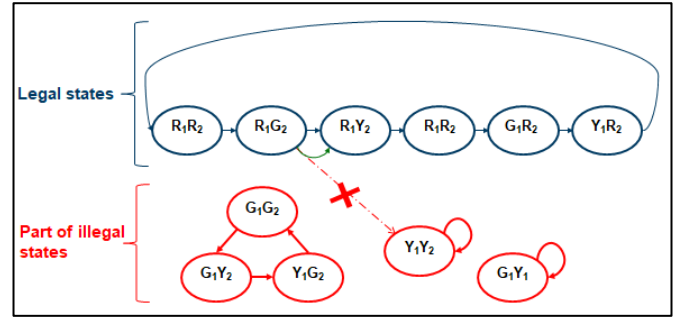 Legal states
R₁R₂ R₁G₂ R₁Y₂ R₁R₂ G₁R₂ Y₁R₂
Part of illegal
states
G₁G₂
G₁Y₂ Y₁G₂
Y₁Y₂
G₁Y₁